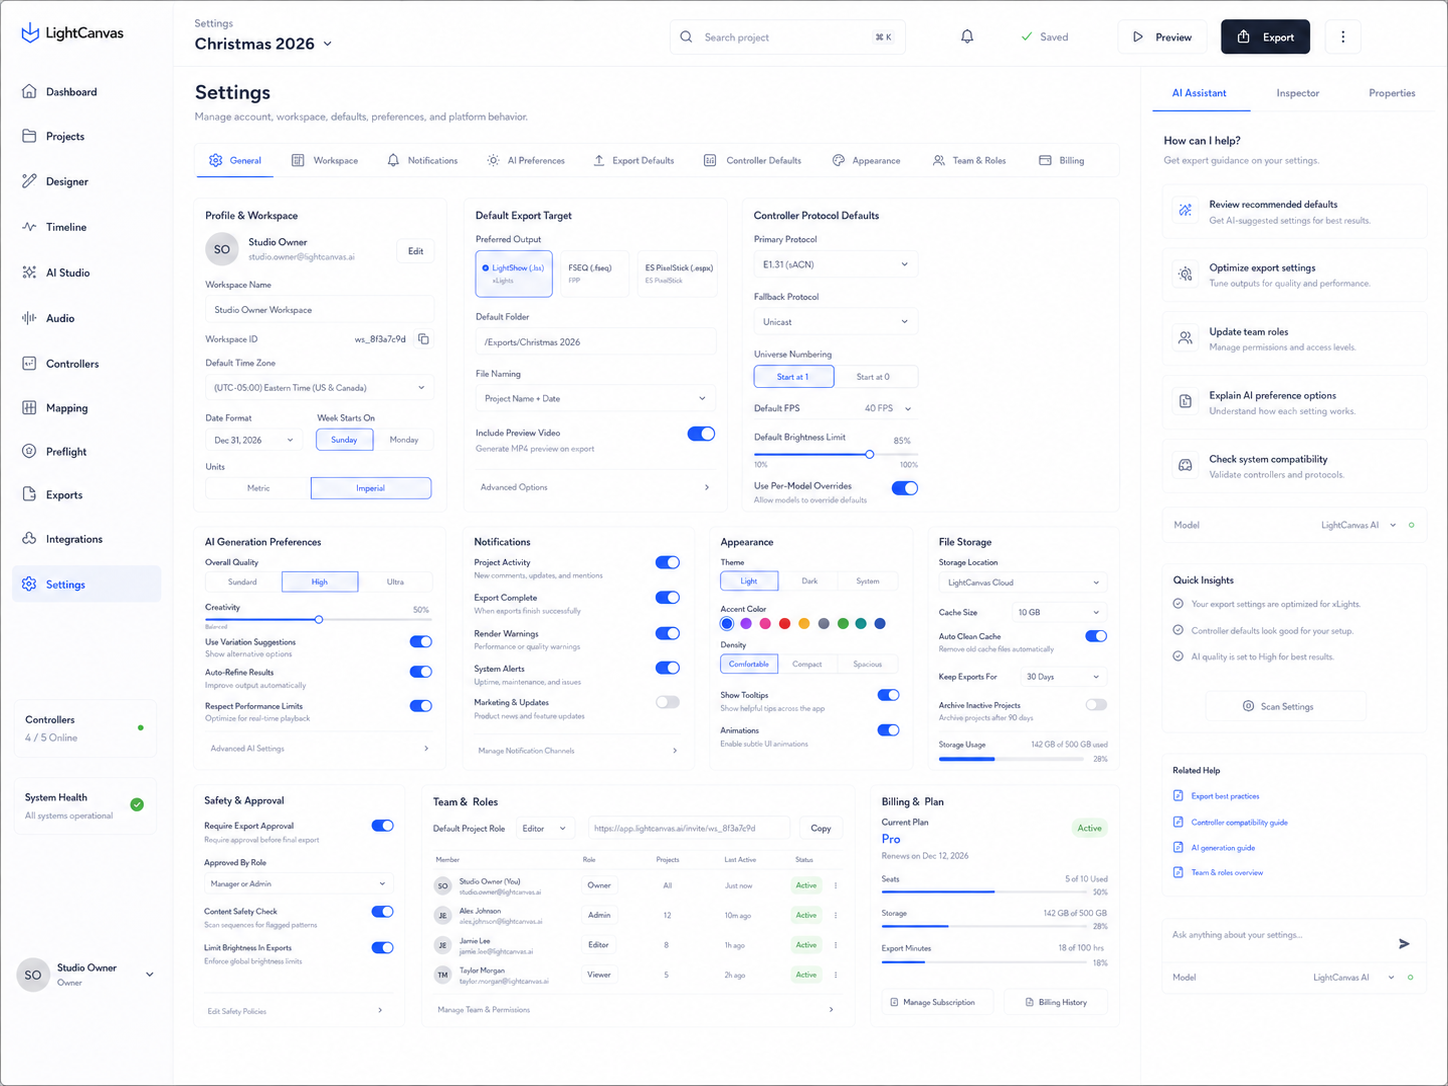 LightCanvas
Dashboard
Projects
Designer
Timeline
AI Studio
Audio
Controllers
Mapping
Preflight
Exports
Integrations
Settings
Controllers
4 / 5 Online
System Health
All systems operational
SO
Studio Owner
Owner
Settings
Christmas 2026
Search project
⌘ K
Saved
Preview
Export
Settings
Manage account, workspace, defaults, preferences, and platform behavior.
General
Workspace
Notifications
AI Preferences
Export Defaults
Controller Defaults
Appearance
Team & Roles
Billing
Profile & Workspace
SO
Studio Owner
studio.owner@lightcanvas.ai
Edit
Workspace Name
Studio Owner Workspace
Workspace ID
ws_8f3a7c9d
Default Time Zone
(UTC-05:00) Eastern Time (US & Canada)
Date Format
Week Starts On
Dec 31, 2026
Sunday
Monday
Units
Metric
Imperial
Default Export Target
Preferred Output
LightShow (.lss)
xLights
FSEQ (.fseq)
FPP
ES PixelStick (.espx)
ES PixelStick
Default Folder
/Exports/Christmas 2026
File Naming
Project Name + Date
Include Preview Video
Generate MP4 preview on export
Advanced Options
Controller Protocol Defaults
Primary Protocol
E1.31 (sACN)
Fallback Protocol
Unicast
Universe Numbering
Start at 1
Start at 0
Default FPS
40 FPS
Default Brightness Limit
85%
10%
100%
Use Per-Model Overrides
Allow models to override defaults
AI Generation Preferences
Overall Quality
Sundard
High
Ultra
Creativity
50%
Balanced
Use Variation Suggestions
Show alternative options
Auto-Refine Results
Improve output automatically
Respect Performance Limits
Optimize for real-time playback
Advanced AI Settings
Notifications
Project Activity
New comments, updates, and mentions
Export Complete
When exports finish successfully
Render Warnings
Performance or quality warnings
System Alerts
Uptime, maintenance, and issues
Marketing & Updates
Product news and feature updates
Manage Notification Channels
Appearance
Theme
Light
Dark
System
Accent Color
Density
Comfortable
Compact
Spacious
Show Tooltips
Show helpful tips across the app
Animations
Enable subtle UI animations
File Storage
Storage Location
LightCanvas Cloud
Cache Size
10 GB
Auto Clean Cache
Remove old cache files automatically
Keep Exports For
30 Days
Archive Inactive Projects
Archive projects after 90 days
Storage Usage
142 GB of 500 GB used
28%
Safety & Approval
Require Export Approval
Require approval before final export
Approved By Role
Manager or Admin
Content Safety Check
Scan sequences for flagged patterns
Limit Brightness In Exports
Enforce global brightness limits
Edit Safety Policies
Team & Roles
Default Project Role
Editor
https://app.lightcanvas.ai/invite/ws_8f3a7c9d
Copy
Member
Role
Projects
Last Active
Status
SO
Studio Owner (You)
studio.owner@lightcanvas.ai
Owner
All
Just now
Active
JE
Alex Johnson
alex.johnson@lightcanvas.ai
Admin
12
10m ago
Active
JE
Jamie Lee
jamie.lee@lightcanvas.ai
Editor
8
1h ago
Active
TM
Taylor Morgan
taylor.morgan@lightcanvas.ai
Viewer
5
2h ago
Active
Manage Team & Permissions
Billing & Plan
Current Plan
Pro
Renews on Dec 12, 2026
Active
Seats
5 of 10 Used
50%
Storage
142 GB of 500 GB
28%
Export Minutes
18 of 100 hrs
18%
Manage Subscription
Billing History
AI Assistant
Inspector
Properties
How can I help?
Get expert guidance on your settings.
Review recommended defaults
Get AI-suggested settings for best results.
Optimize export settings
Tune outputs for quality and performance.
Update team roles
Manage permissions and access levels.
Explain AI preference options
Understand how each setting works.
Check system compatibility
Validate controllers and protocols.
Model
LightCanvas AI
Quick Insights
Your export settings are optimized for xLights.
Controller defaults look good for your setup.
AI quality is set to High for best results.
Scan Settings
Related Help
Export best practices
Controller compatibility guide
AI generation guide
Team & roles overview
Ask anything about your settings...
Model
LightCanvas AI